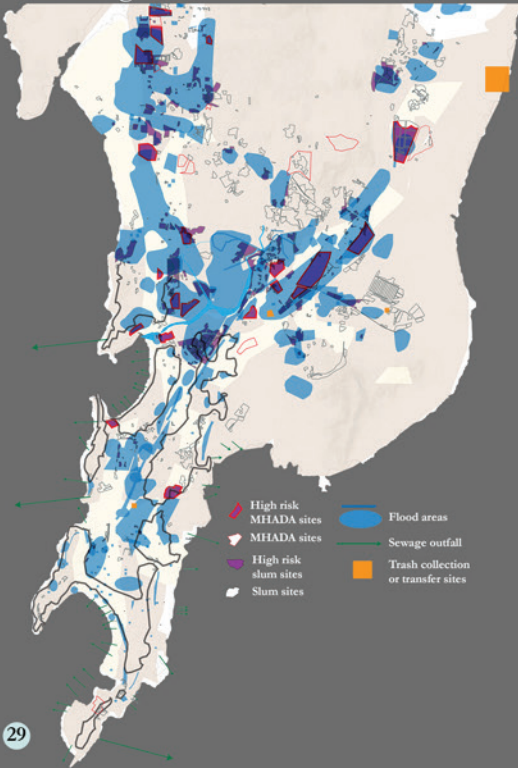 High risk
MHADA sites
MHADA sites
High risk
slum sites
Slum sites
Flood areas
Sewage outfall
Trash collection
or transfer sites
29